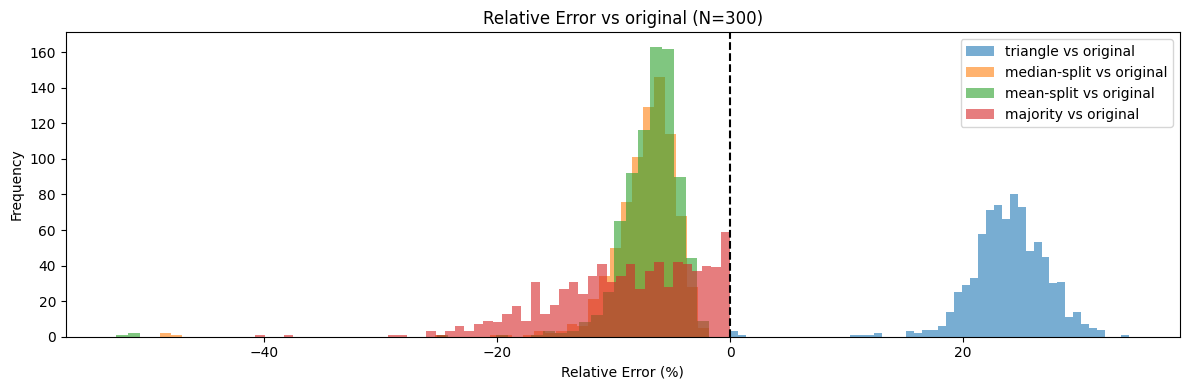 Relative Error vs original (N=300)
160
140
120
100
80
60
40
20
0
Frequency
triangle vs original
median-split vs original
mean-split vs original
majority vs original
−40
−20
0
20
Relative Error (%)